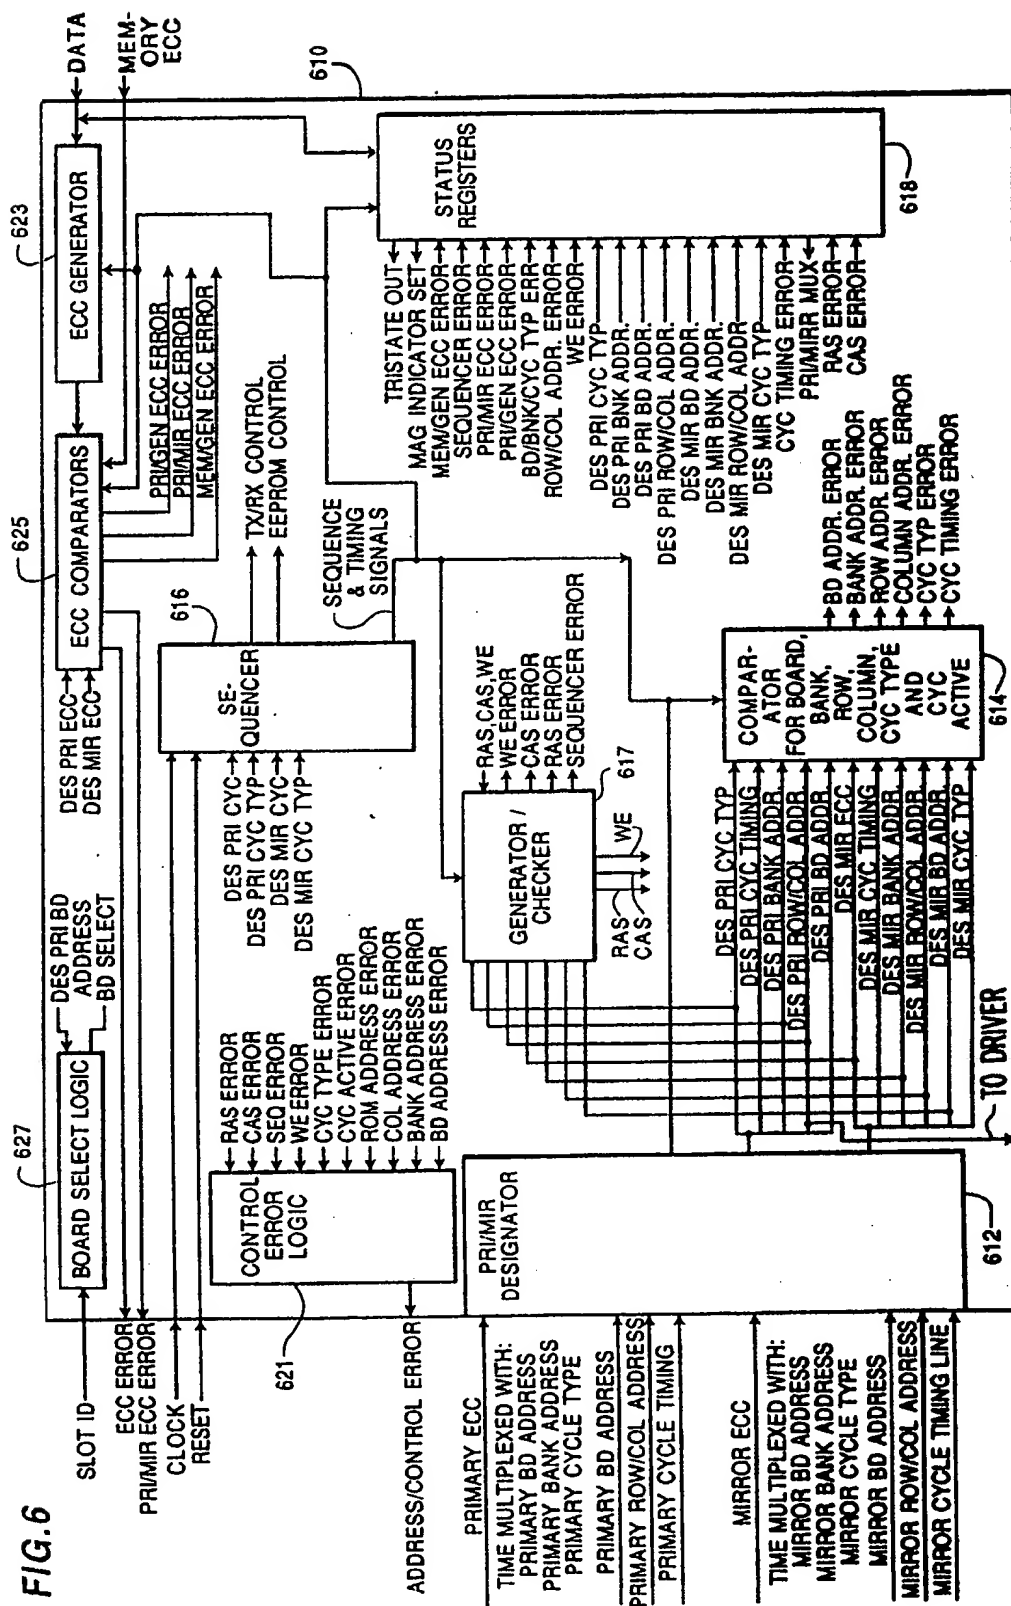 FIG.6
SLOT ID
ECC ERROR
PRI/MIR ECC ERROR
CLOCK
RESET
ADDRESS/CONTROL ERROR
PRIMARY ECC
TIME MULTIPLEXED WITH:
PRIMARY BD ADDRESS
PRIMARY BANK ADDRESS
PRIMARY CYCLE TYPE
PRIMARY BD ADDRESS
PRIMARY ROW/COL ADDRESS
PRIMARY CYCLE TIMING
MIRROR ECC
TIME MULTIPLEXED WITH:
MIRROR BD ADDRESS
MIRROR BANK ADDRESS
MIRROR CYCLE TYPE
MIRROR BD ADDRESS
MIRROR ROW/COL ADDRESS
MIRROR CYCLE TIMING LINE
627
BOARD SELECT LOGIC
DES PRI BD
ADDRESS
BD SELECT
621
CONTROL
ERROR
LOGIC
RAS ERROR
CAS ERROR
SEQ ERROR
WE ERROR
CYC TYPE ERROR
CYC ACTIVE ERROR
ROM ADDRESS ERROR
COL ADDRESS ERROR
BANK ADDRESS ERROR
BD ADDRESS ERROR
PRI/MIR
DESIGNATOR
612
TO DRIVER
DES PRI ECC
DES MIR ECC
625
ECC COMPARATORS
623
ECC GENERATOR
DATA
MEM-
ORY
ECC
610
PRI/GEN ECC ERROR
PRI/MIR ECC ERROR
MEM/GEN ECC ERROR
DES PRI CYC
DES PRI CYC TYP
DES MIR CYC
DES MIR CYC TYP
SE-
QUENCER
616
TX/RX CONTROL
EEPROM CONTROL
SEQUENCE
& TIMING
SIGNALS
GENERATOR /
CHECKER
617
RAS,CAS,WE
WE ERROR
CAS ERROR
RAS ERROR
SEQUENCER ERROR
RAS
CAS
WE
DES PRI CYC TYP
DES PRI CYC TIMING
DES PRI BANK ADDR.
DES PRI ROW/COL ADDR.
DES PRI BD ADDR.
DES MIR ECC
DES MIR CYC TIMING
DES MIR BANK ADDR.
DES MIR ROW/COL ADDR.
DES MIR BD ADDR.
DES MIR CYC TYP
COMPAR-
ATOR
FOR BOARD,
BANK,
ROW,
COLUMN,
CYC TYPE
AND
CYC
ACTIVE
614
BD ADDR. ERROR
BANK ADDR. ERROR
ROW ADDR. ERROR
COLUMN ADDR. ERROR
CYC TYP ERROR
CYC TIMING ERROR
STATUS
REGISTERS
618
TRISTATE OUT
MAG INDICATOR SET
MEM/GEN ECC ERROR
SEQUENCER ERROR
PRI/MIR ECC ERROR
PRI/GEN ECC ERROR
BD/BNK/CYC TYP ERR
ROW/COL ADDR. ERROR
WE ERROR
DES PRI CYC TYP
DES PRI BNK ADDR.
DES PRI BD ADDR.
DES PRI ROW/COL ADDR.
DES MIR BD ADDR.
DES MIR BNK ADDR.
DES MIR ROW/COL ADDR
DES MIR CYC TYP
CYC TIMING ERROR
PRI/MIRR MUX
RAS ERROR
CAS ERROR